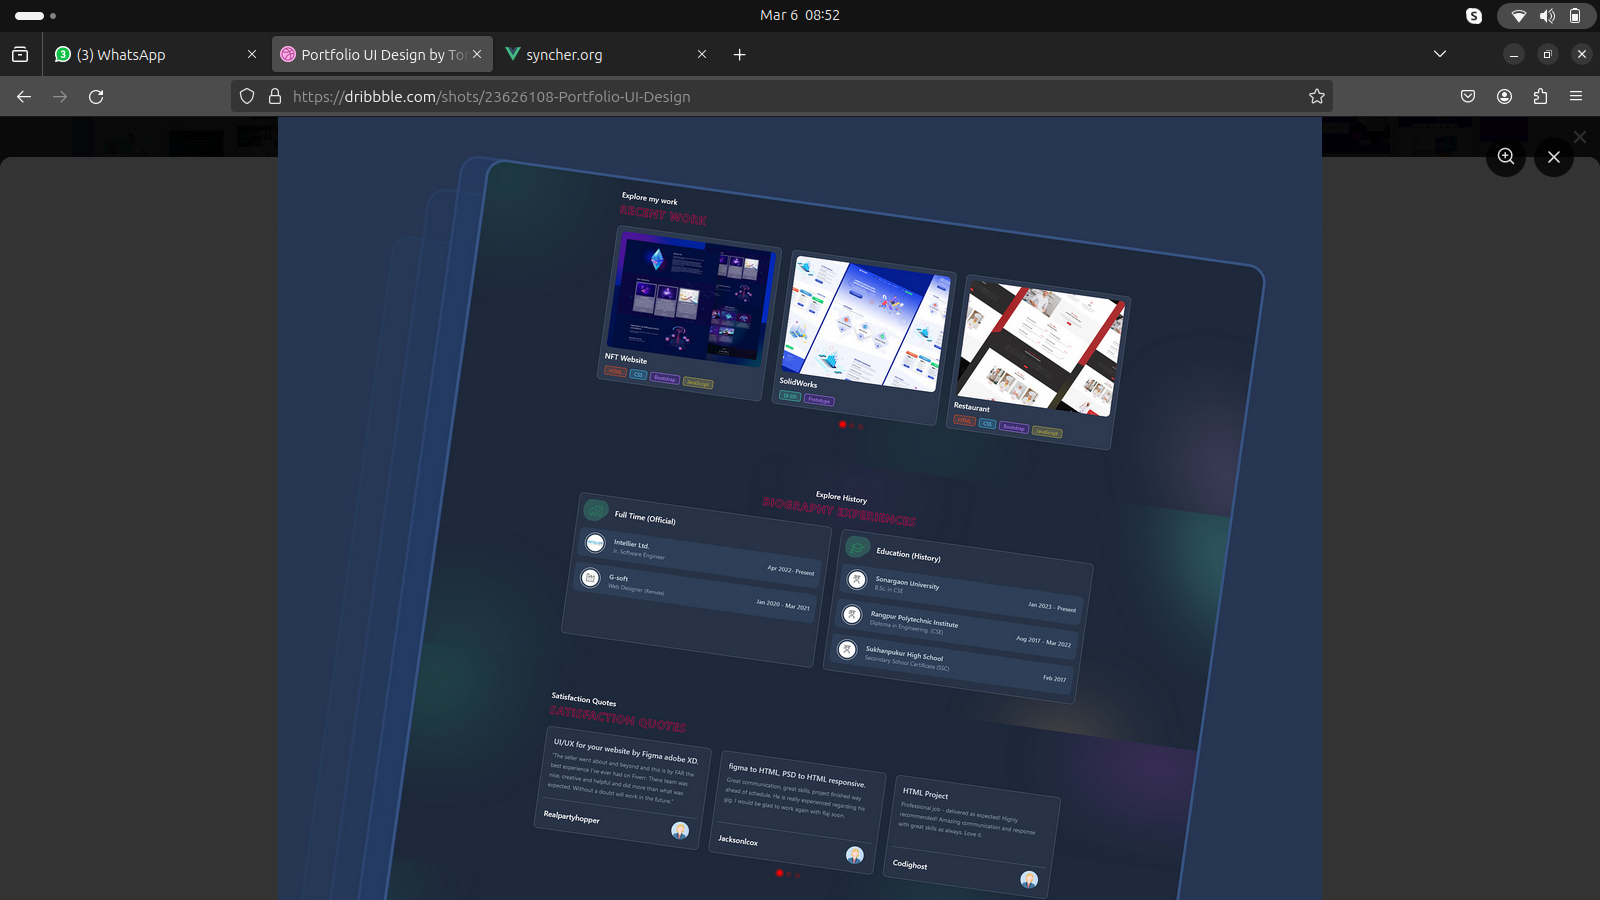 Mar 6 08:52
(3) WhatsApp
Portfolio UI Design by To
syncher.org
https://dribbble.com/shots/23626108-Portfolio-UI-Design
Explore my work
RECENT WORK
NFT Website
HTML CSS Bootstrap JavaScript
SolidWorks
UI-UX Prototype
Restaurant
HTML CSS Bootstrap JavaScript
Explore History
BIOGRAPHY EXPERIENCES
Full Time (Official)
Intellier Ltd.
Jr. Software Engineer
Apr 2022- Present
G-soft
Web Designer (Remote)
Jan 2020 - Mar 2021
Education (History)
Sonargaon University
B.Sc. in CSE
Jan 2023 - Present
Rangpur Polytechnic Institute
Diploma in Engineering. (CSE)
Aug 2017 - Mar 2022
Sukhanpukur High School
Secondary School Certificate (SSC)
Feb 2017
Satisfaction Quotes
SATISFACTION QUOTES
UI/UX for your website by Figma adobe XD.
"The seller went about and beyond and this is by FAR the
best experience I've ever had on Fiverr. There team was
nice, creative and helpful and did more than what was
expected. Without a doubt will work in the future."
Realpartyhopper
figma to HTML, PSD to HTML responsive.
Great communication, great skills, project finished way
ahead of schedule. He is really experienced regarding his
gig. I would be glad to work again with Raj soon.
Jacksonlcox
HTML Project
Professional job - delivered as expected! Highly
recommended! Amazing communication and response
with great skills as always. Love it.
Codighost